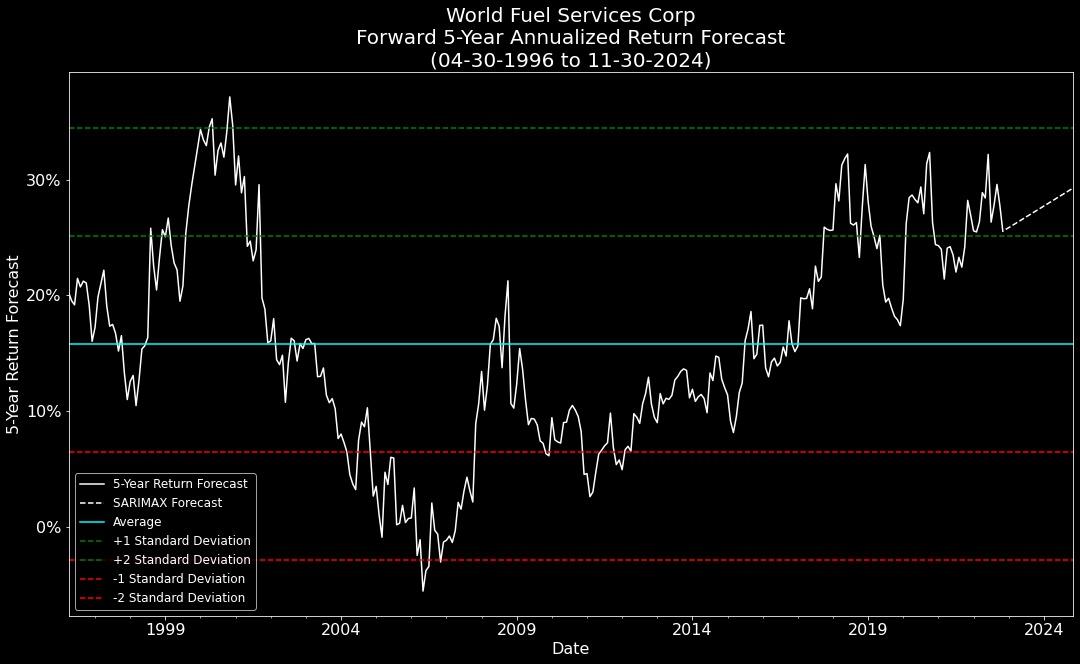 World Fuel Services Corp
Forward 5-Year Annualized Return Forecast
(04-30-1996 to 11-30-2024)
5-Year Return Forecast
30%
20%
10%
0%
5-Year Return Forecast
SARIMAX Forecast
Average
+1 Standard Deviation
+2 Standard Deviation
-1 Standard Deviation
-2 Standard Deviation
1999 2004 2009 2014 2019 2024
Date